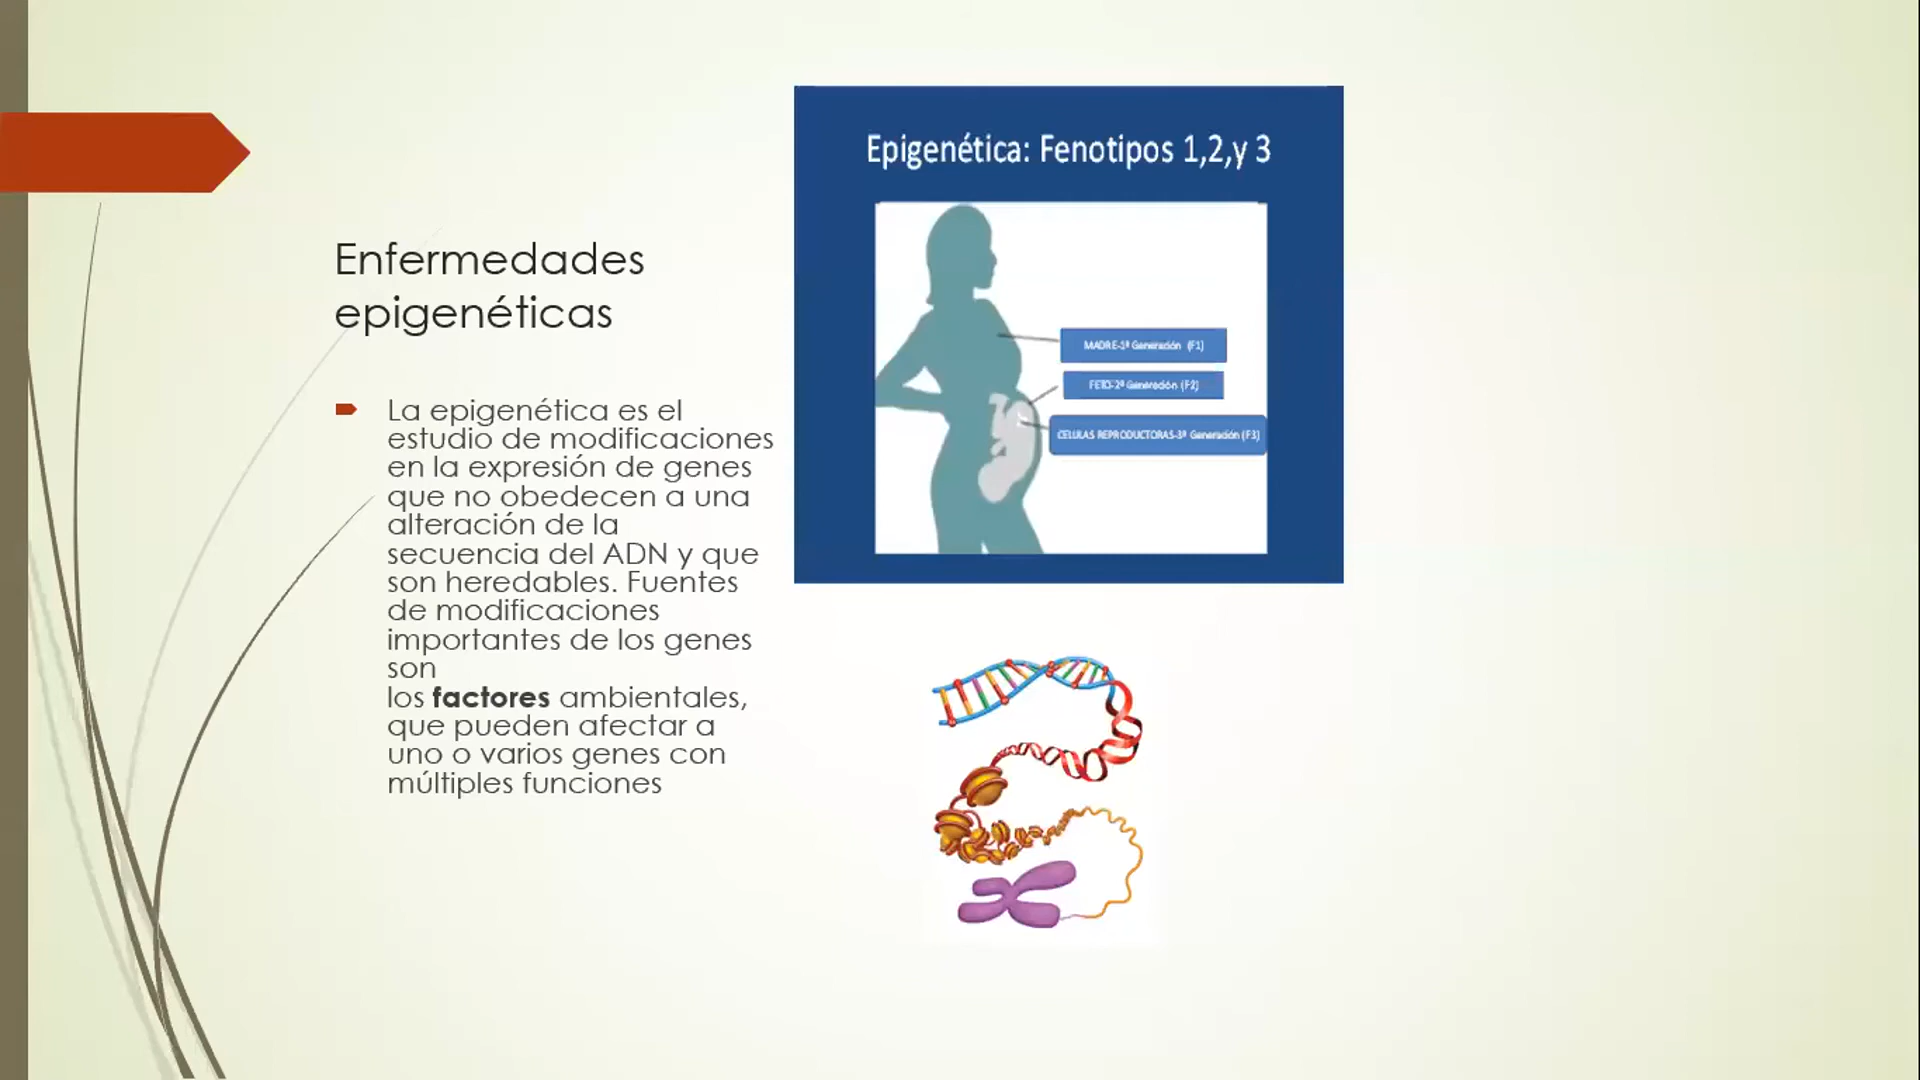 Enfermedades
epigenéticas
La epigenética es el
estudio de modificaciones
en la expresión de genes
que no obedecen a una
alteración de la
secuencia del ADN y que
son heredables. Fuentes
de modificaciones
importantes de los genes
son
los factores ambientales,
que pueden afectar a
uno o varios genes con
múltiples funciones
Epigenética: Fenotipos 1,2,y 3
MADRE-1ª Generación (F1)
FETO-2ª Generación (F2)
CELULAS REPRODUCTORAS-3ª Generación (F3)